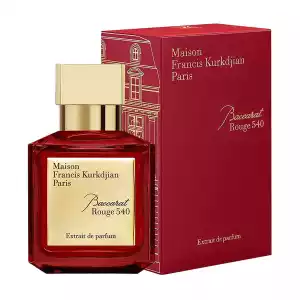 Maison
Francis Kurkdjian
Paris
Baccarat
Rouge 540
Extrait de parfum
Maison
Francis Kurkdjian
Paris
Baccarat
Rouge 540
Extrait de parfum